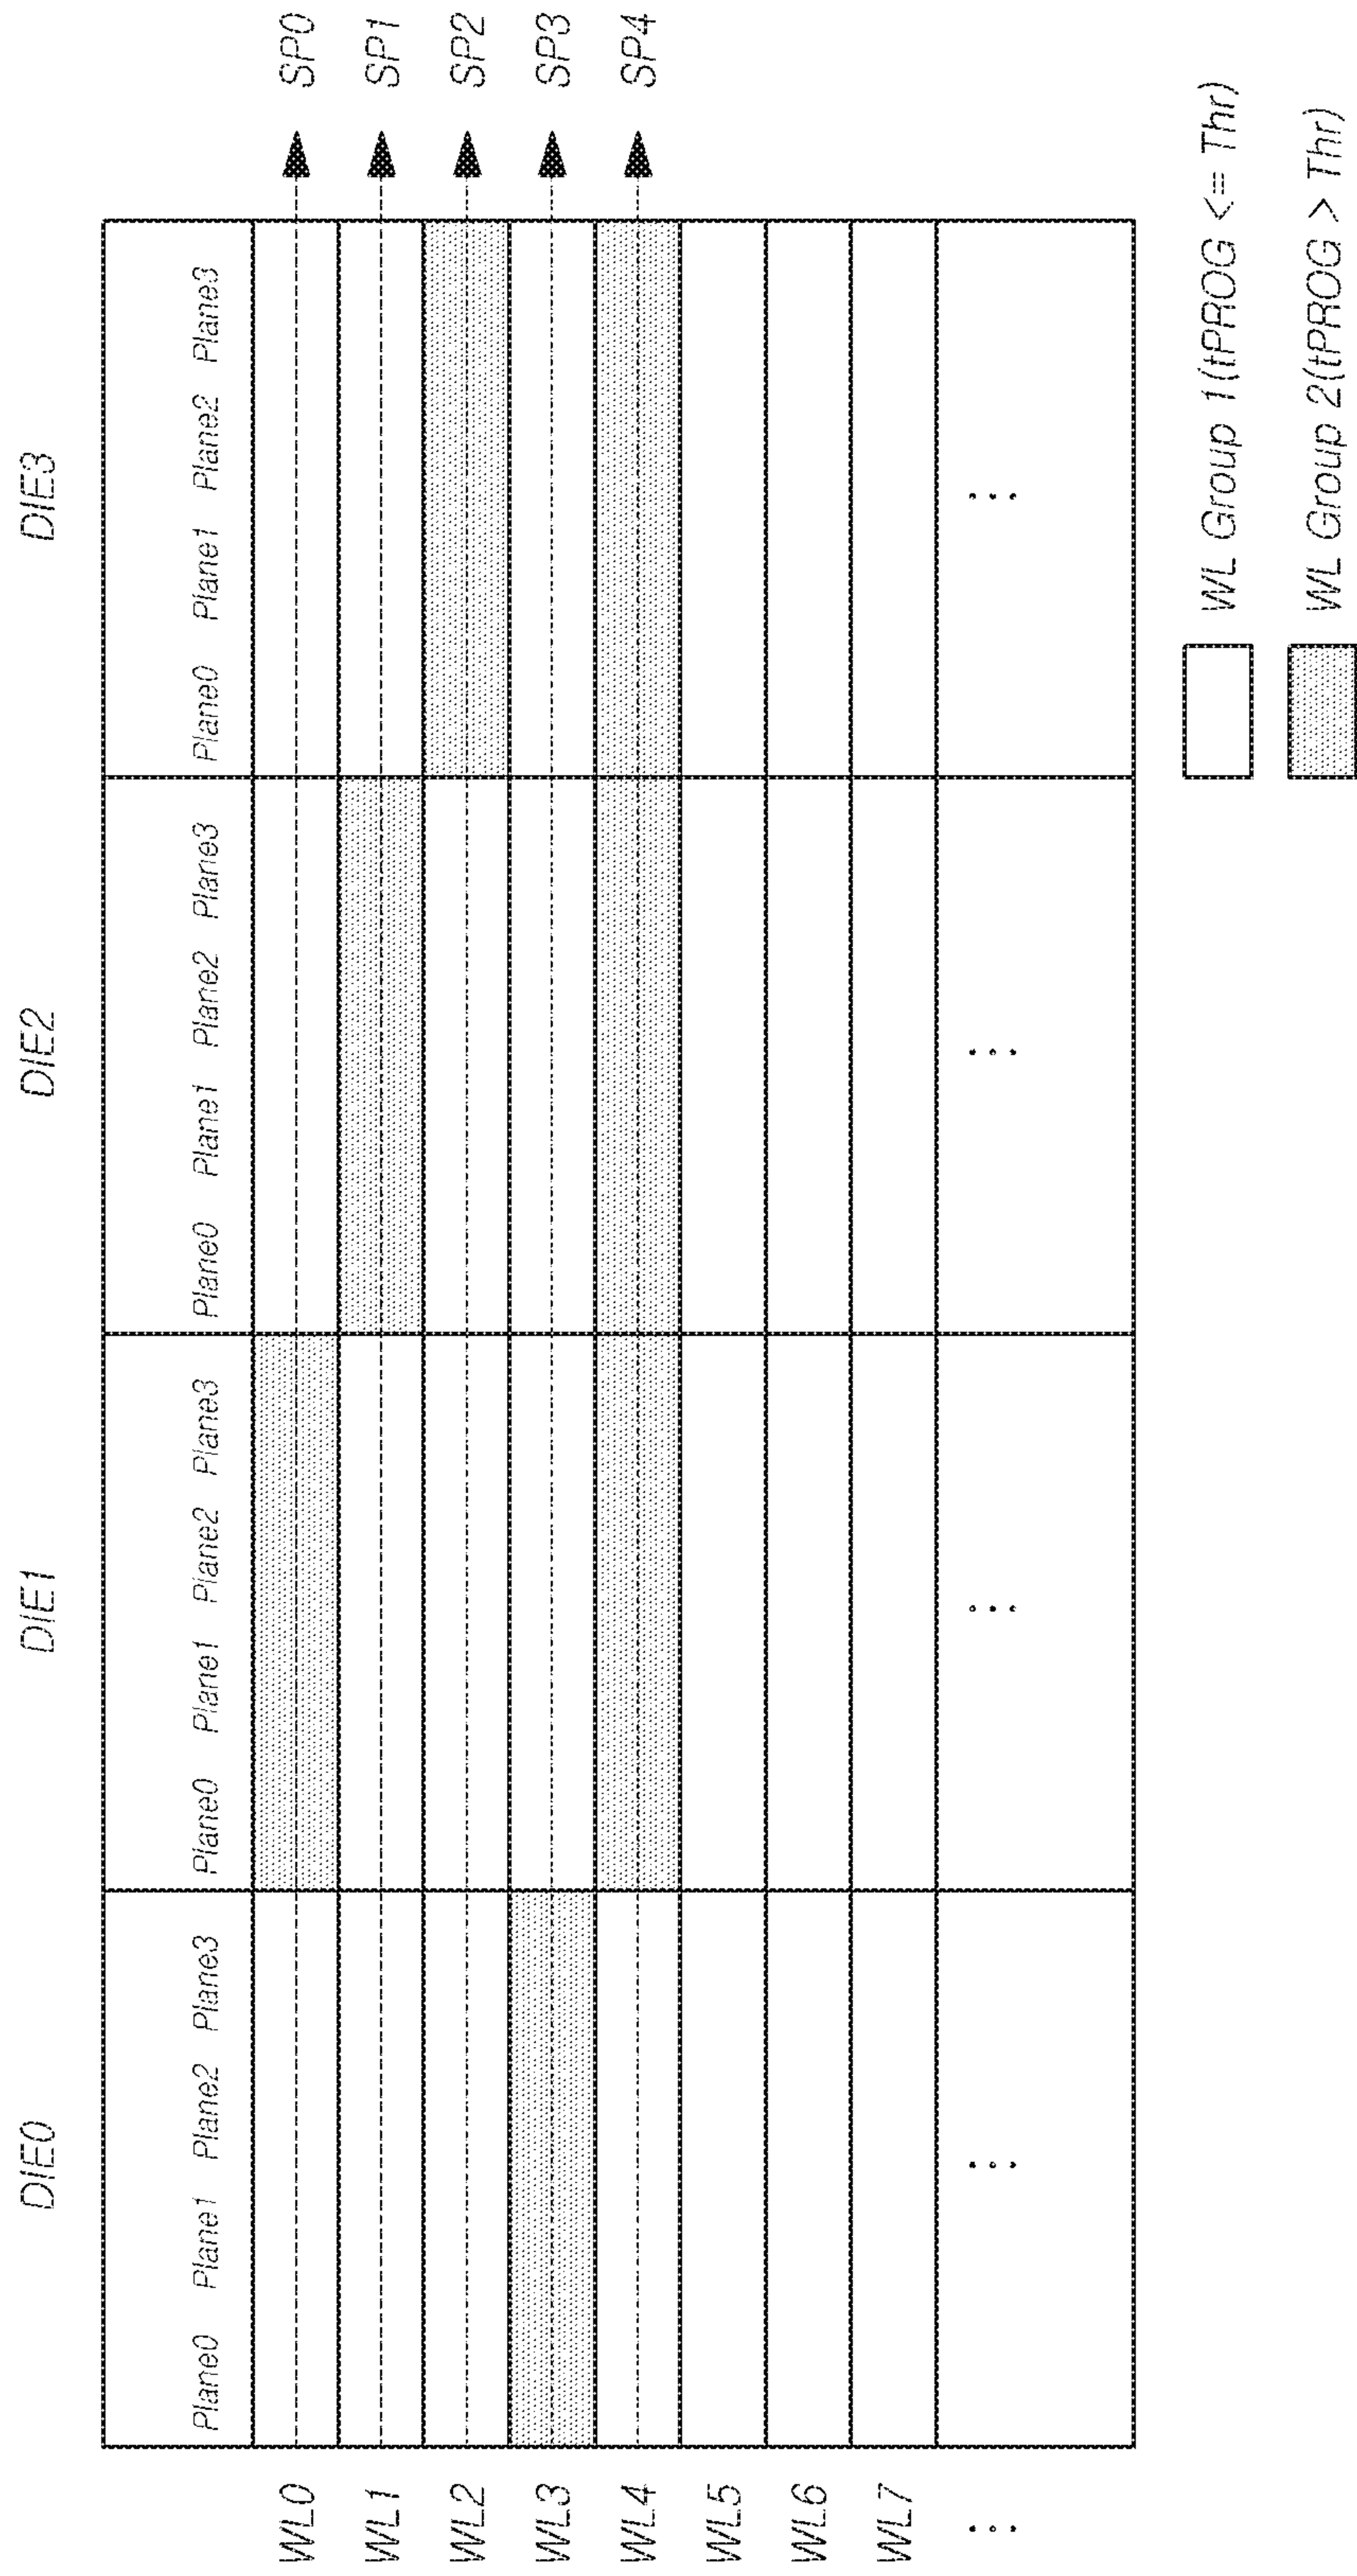 DIE0 DIE1 DIE2 DIE3
Plane0 Plane1 Plane2 Plane3 Plane0 Plane1 Plane2 Plane3 Plane0 Plane1 Plane2 Plane3 Plane0 Plane1 Plane2 Plane3
WL0 SP0
WL1 SP1
WL2 SP2
WL3 SP3
WL4 SP4
WL5
WL6
WL7
... ... ... ... ...
WL Group 1(tPROG <= Thr)
WL Group 2(tPROG > Thr)